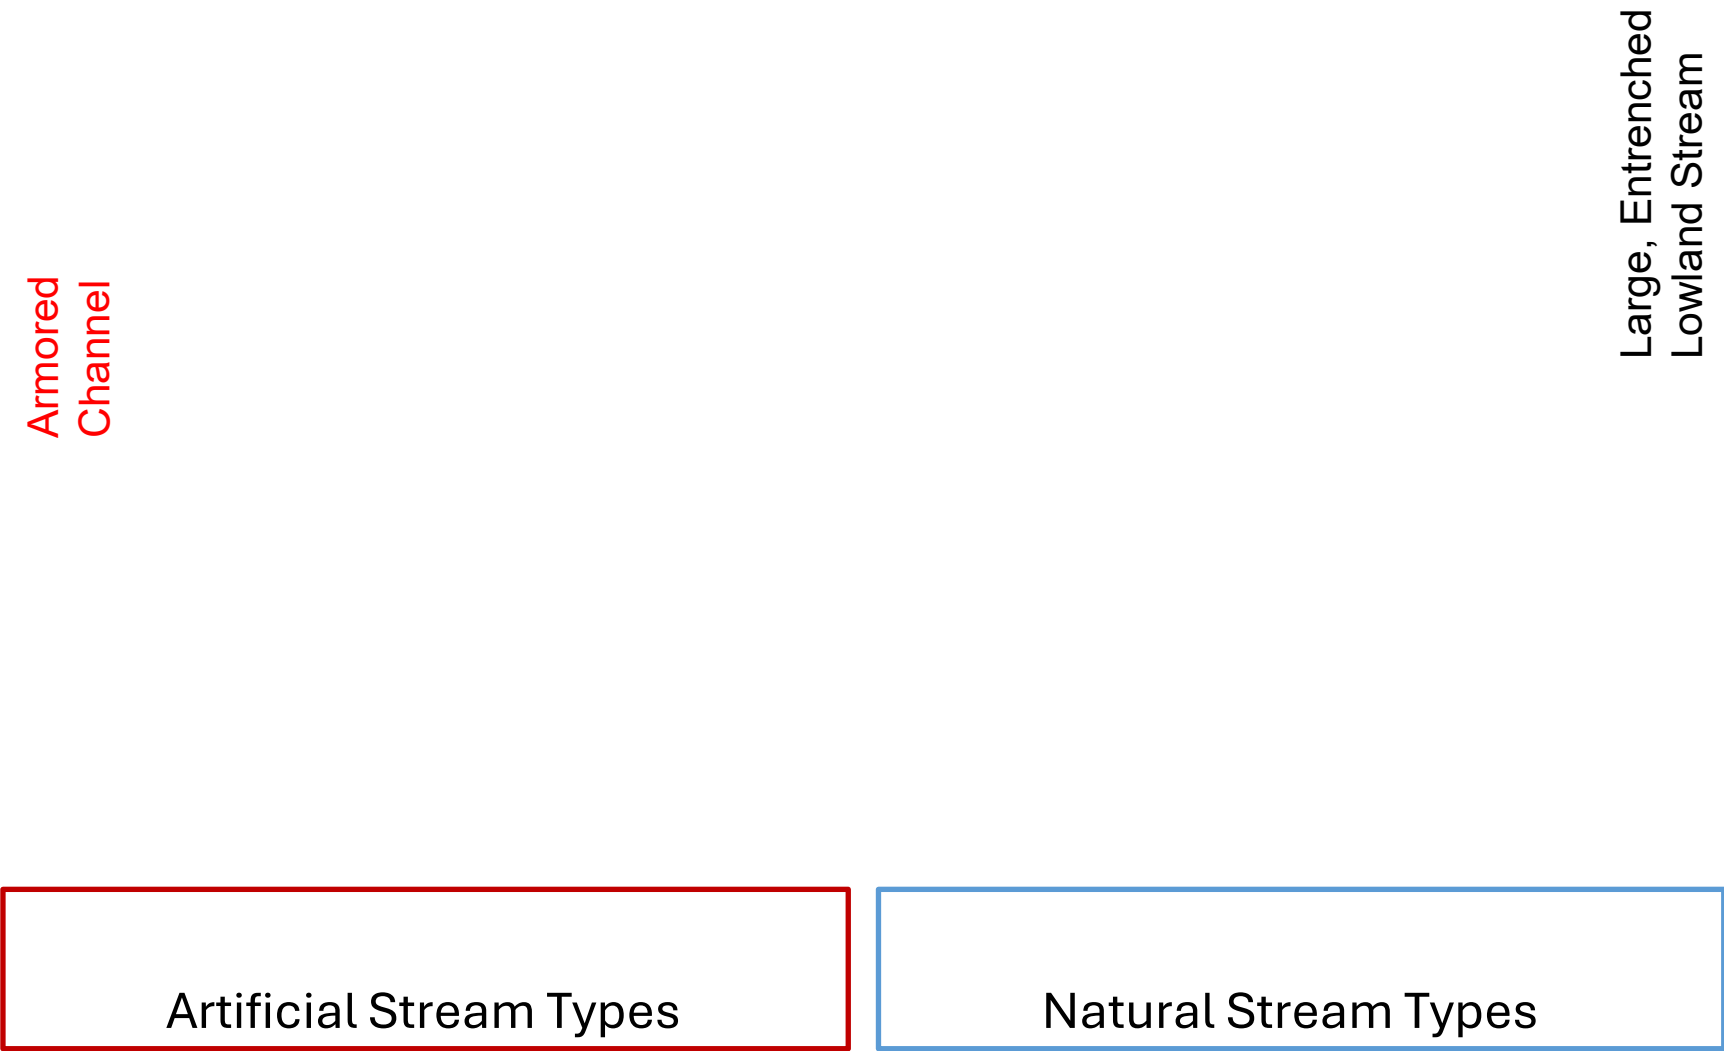 Armored
Channel
Large, Entrenched
Lowland Stream
Artificial Stream Types
Natural Stream Types